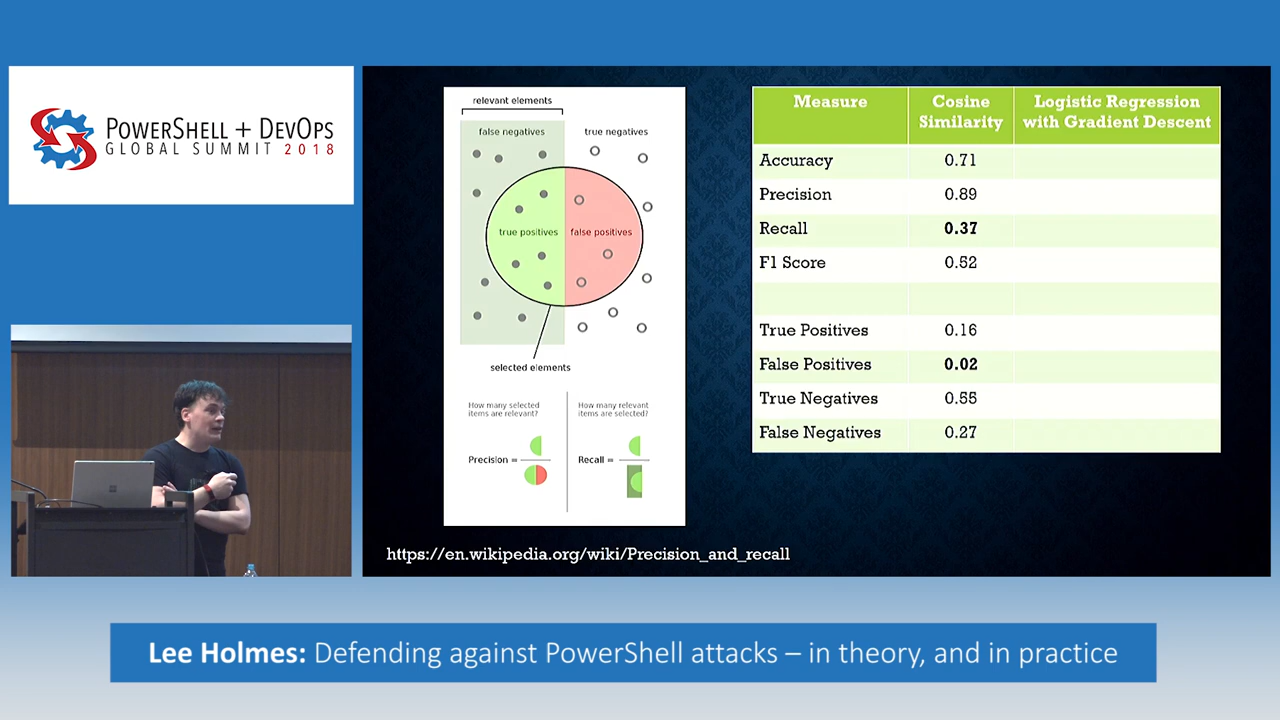 POWERSHELL + DEVOPS
GLOBAL SUMMIT 2018
relevant elements
false negatives
true negatives
true positives
false positives
selected elements
How many selected
items are relevant?
Precision =
How many relevant
items are selected?
Recall =
https://en.wikipedia.org/wiki/Precision_and_recall
Measure Cosine Similarity Logistic Regression with Gradient Descent
Accuracy 0.71
Precision 0.89
Recall 0.37
F1 Score 0.52
True Positives 0.16
False Positives 0.02
True Negatives 0.55
False Negatives 0.27
Lee Holmes: Defending against PowerShell attacks – in theory, and in practice